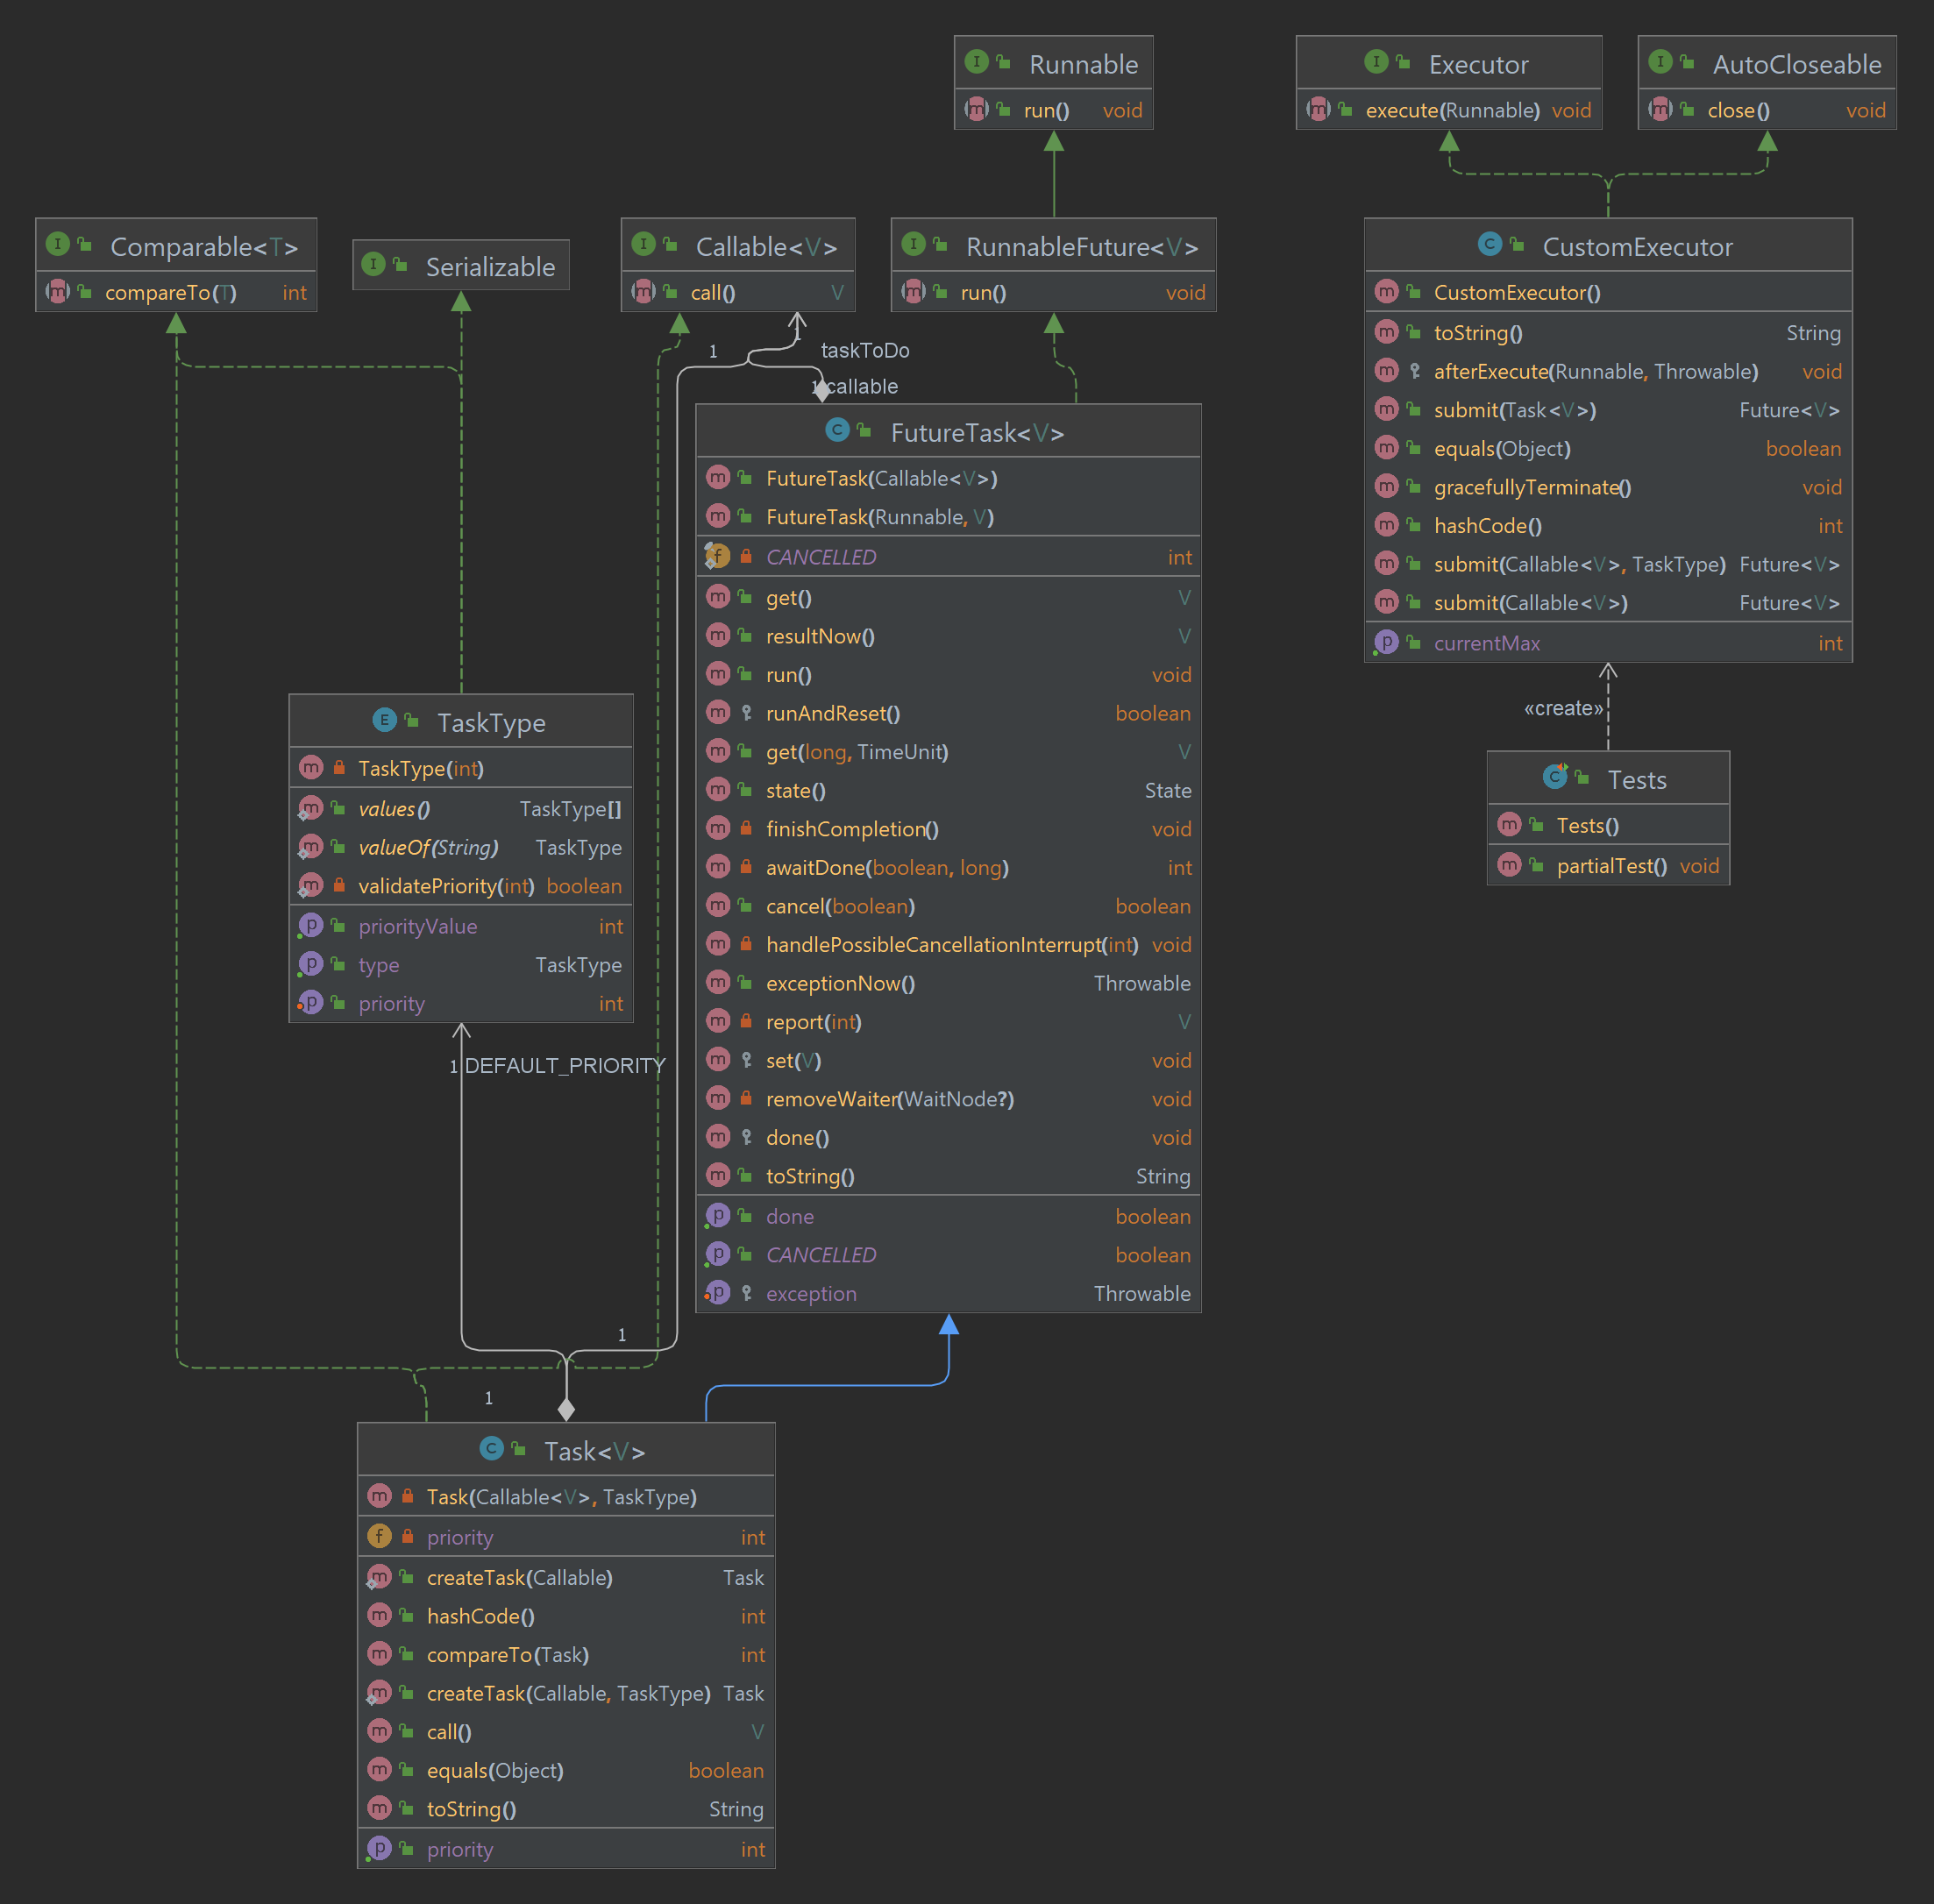 Runnable
run() void
Executor
execute(Runnable) void
AutoCloseable
close() void
Comparable<T>
compareTo(T) int
Serializable
Callable<V>
call() V
RunnableFuture<V>
run() void
CustomExecutor
CustomExecutor()
toString() String
afterExecute(Runnable, Throwable) void
submit(Task<V>) Future<V>
equals(Object) boolean
gracefullyTerminate() void
hashCode() int
submit(Callable<V>, TaskType) Future<V>
submit(Callable<V>) Future<V>
currentMax int
1
1
taskToDo
1
callable
FutureTask<V>
FutureTask(Callable<V>)
FutureTask(Runnable, V)
CANCELLED int
get() V
resultNow() V
run() void
runAndReset() boolean
get(long, TimeUnit) V
state() State
finishCompletion() void
awaitDone(boolean, long) int
cancel(boolean) boolean
handlePossibleCancellationInterrupt(int) void
exceptionNow() Throwable
report(int) V
set(V) void
removeWaiter(WaitNode?) void
done() void
toString() String
done boolean
CANCELLED boolean
exception Throwable
«create»
Tests
Tests()
partialTest() void
TaskType
TaskType(int)
values() TaskType[]
valueOf(String) TaskType
validatePriority(int) boolean
priorityValue int
type TaskType
priority int
1 DEFAULT_PRIORITY
1
1
Task<V>
Task(Callable<V>, TaskType)
priority int
createTask(Callable) Task
hashCode() int
compareTo(Task) int
createTask(Callable, TaskType) Task
call() V
equals(Object) boolean
toString() String
priority int